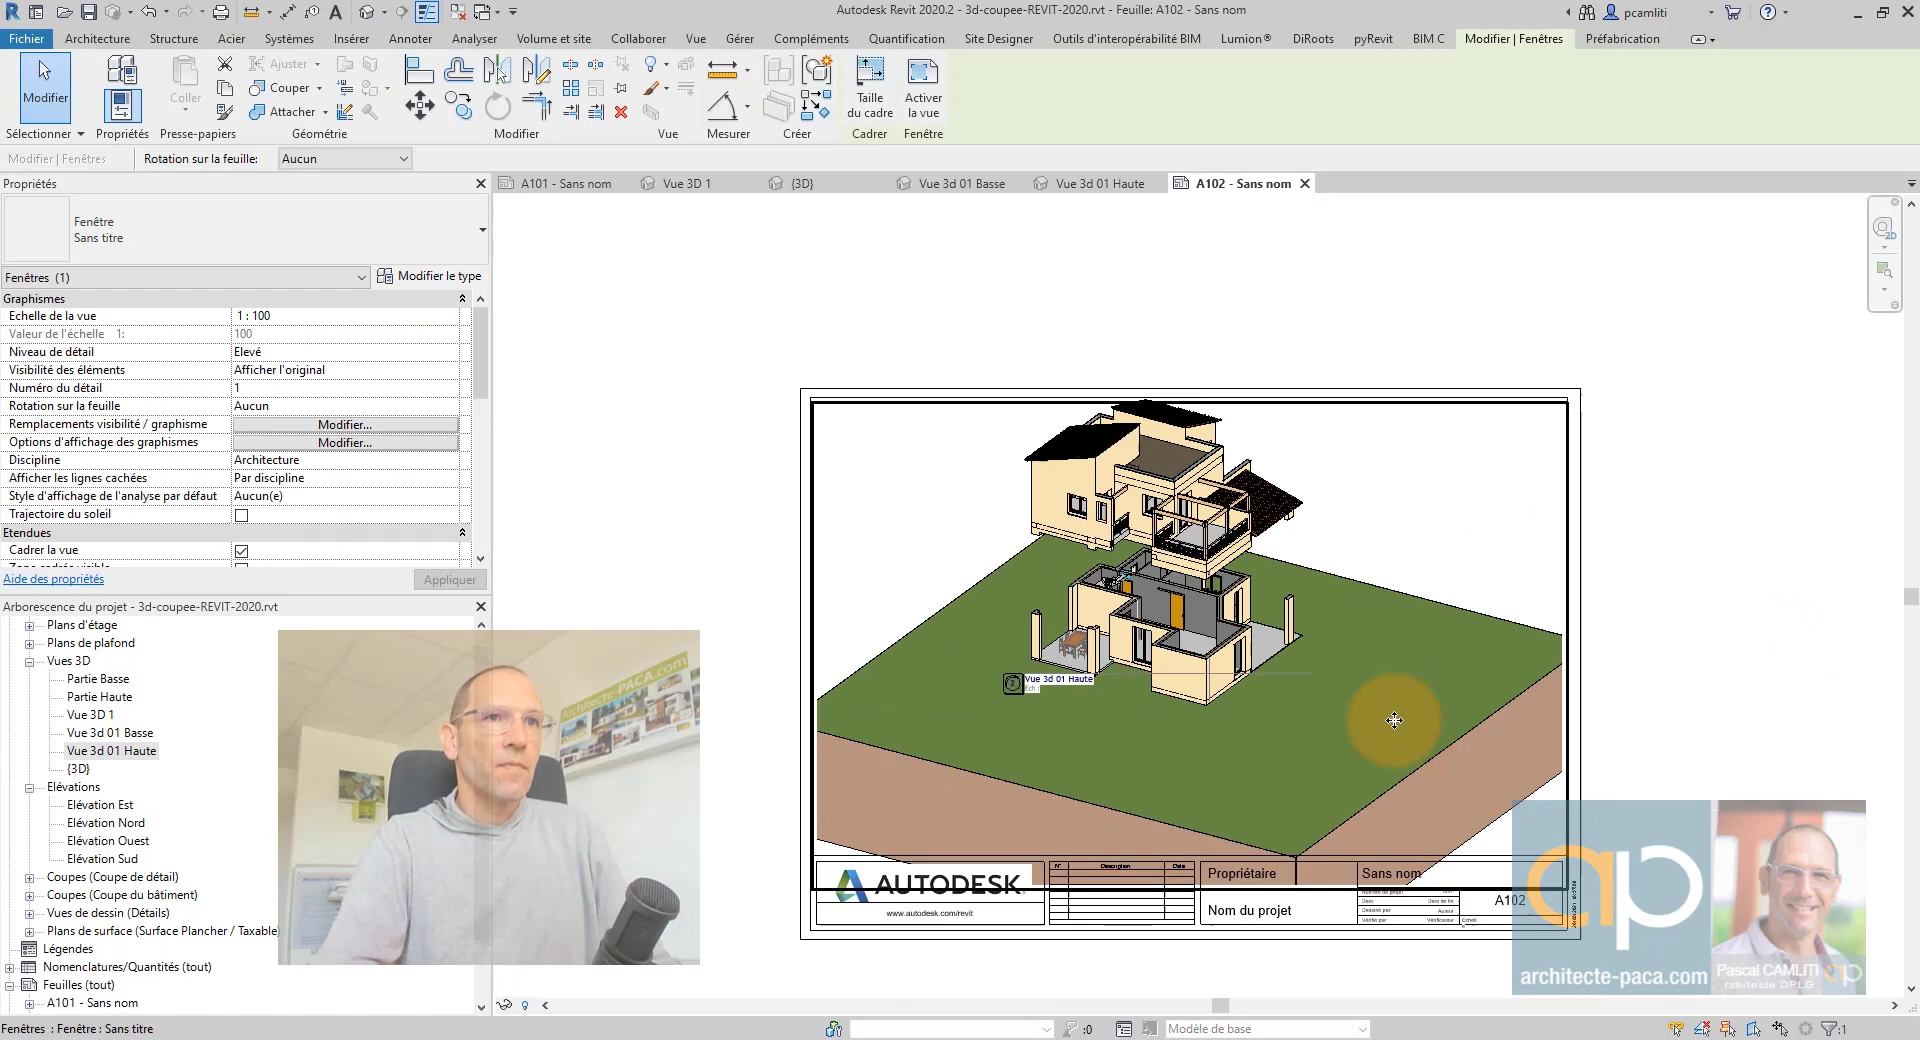 Autodesk Revit 2020.2 - 3d-coupee-REVIT-2020.rvt - Feuille: A102 - Sans nom
pcamliti
Fichier Architecture Structure Acier Systèmes Insérer Annoter Analyser Volume et site Collaborer Vue Gérer Compléments Quantification Site Designer Outils d'interopérabilité BIM Lumion® DiRoots pyRevit BIM C Modifier | Fenêtres Préfabrication
Modifier
Coller
Ajuster
Couper
Attacher
Taille du cadre
Activer la vue
Sélectionner Propriétés Presse-papiers Géométrie Modifier Vue Mesurer Créer Cadrer Fenêtre
Modifier | Fenêtres Rotation sur la feuille: Aucun
Propriétés
A101 - Sans nom Vue 3D 1 {3D} Vue 3d 01 Basse Vue 3d 01 Haute A102 - Sans nom
Fenêtre
Sans titre
Fenêtres (1) Modifier le type
Graphismes
Echelle de la vue 1 : 100
Valeur de l'échelle 1: 100
Niveau de détail Elevé
Visibilité des éléments Afficher l'original
Numéro du détail 1
Rotation sur la feuille Aucun
Remplacements visibilité / graphisme Modifier...
Options d'affichage des graphismes Modifier...
Discipline Architecture
Afficher les lignes cachées Par discipline
Style d'affichage de l'analyse par défaut Aucun(e)
Trajectoire du soleil
Etendues
Cadrer la vue
Aide des propriétés Appliquer
Arborescence du projet - 3d-coupee-REVIT-2020.rvt
Plans d'étage
Plans de plafond
Vues 3D
Partie Basse
Partie Haute
Vue 3D 1
Vue 3d 01 Basse
Vue 3d 01 Haute
{3D}
Elévations
Elévation Est
Elévation Nord
Elévation Ouest
Elévation Sud
Coupes (Coupe de détail)
Coupes (Coupe du bâtiment)
Vues de dessin (Détails)
Plans de surface (Surface Plancher / Taxable)
Légendes
Nomenclatures/Quantités (tout)
Feuilles (tout)
A101 - Sans nom
Architecte-PACA.com
2 Vue 3d 01 Haute
Ech :
AUTODESK
www.autodesk.com/revit
N° Description Date
Propriétaire
Nom du projet
Sans nom
A102
ap
architecte-paca.com
Pascal CAMLITI
architecte DPLG
ap
Fenêtres : Fenêtre : Sans titre
:0
Modèle de base
:1